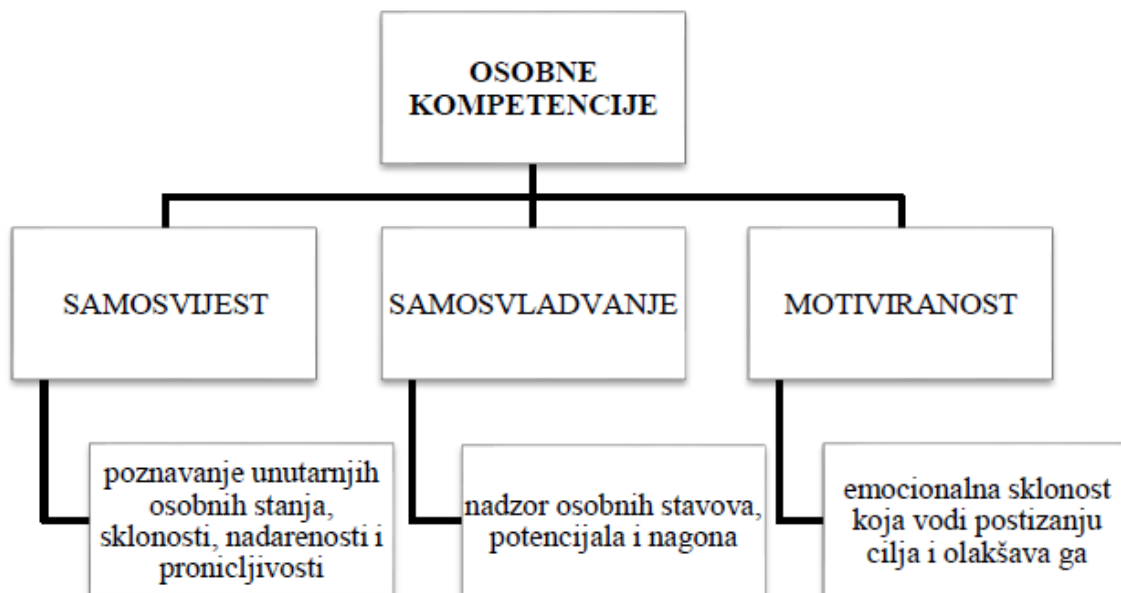 OSOBNE
KOMPETENCIJE
SAMOSVIJEST
SAMOSVLADVANJE
MOTIVIRANOST
poznavanje unutarnjih
osobnih stanja,
sklonosti, nadarenosti i
pronicljivosti
nadzor osobnih stavova,
potencijala i nagona
emocionalna sklonost
koja vodi postizanju
cilja i olakšava ga